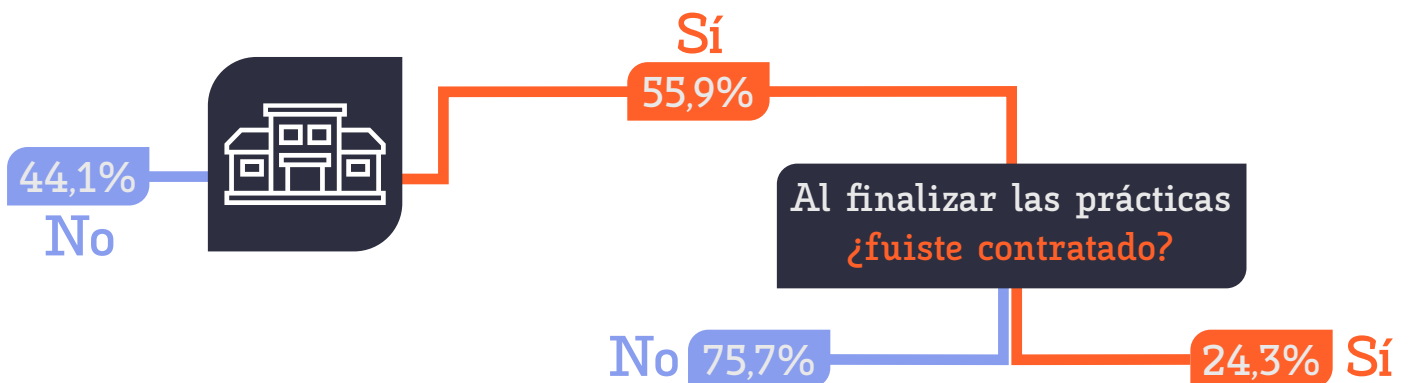 Sí
55,9%
44,1%
No
Al finalizar las prácticas
¿fuiste contratado?
No 75,7%
24,3% Sí